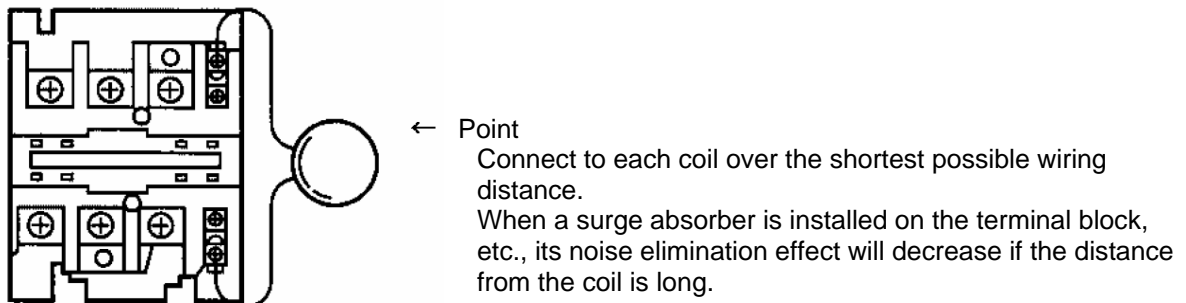 ← Point
Connect to each coil over the shortest possible wiring
distance.
When a surge absorber is installed on the terminal block,
etc., its noise elimination effect will decrease if the distance
from the coil is long.